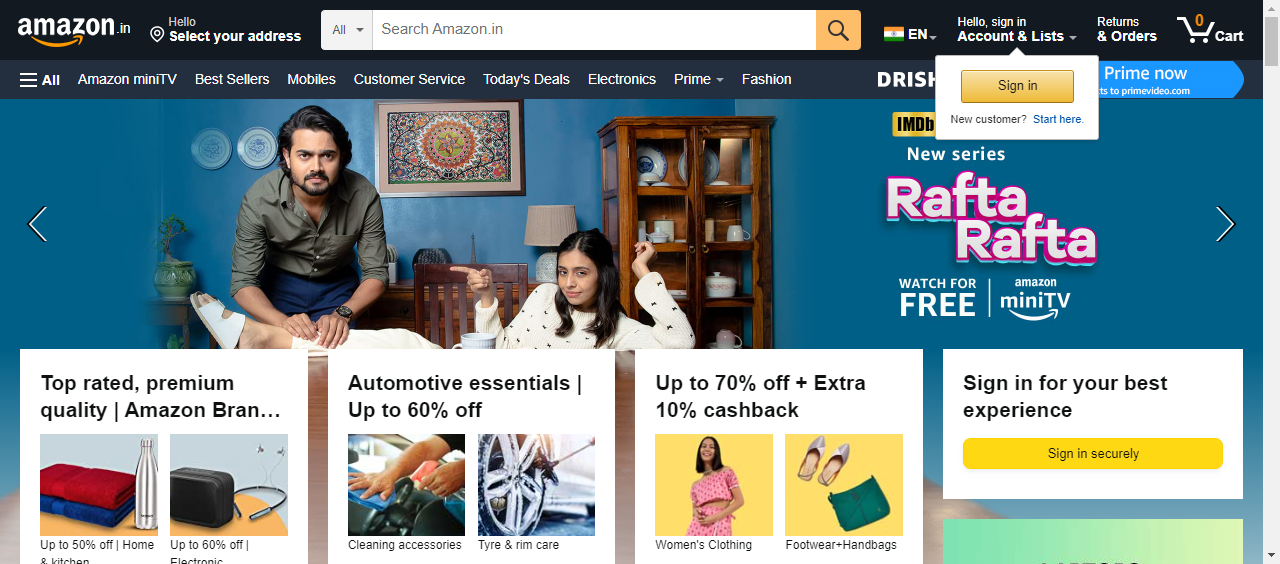 amazon.in
Hello
Select your address
All
Search Amazon.in
EN
Hello, sign in
Account & Lists
Returns
& Orders
0
Cart
All
Amazon miniTV
Best Sellers
Mobiles
Customer Service
Today's Deals
Electronics
Prime
Fashion
Prime now
to primevideo.com
Sign in
New customer? Start here.
IMDb
New series
Rafta
Rafta
WATCH FOR
FREE
amazon
miniTV
Top rated, premium
quality | Amazon Bran…
Up to 50% off | Home
& kitchen
Up to 60% off |
Electronic
Automotive essentials |
Up to 60% off
Cleaning accessories
Tyre & rim care
Up to 70% off + Extra
10% cashback
Women's Clothing
Footwear+Handbags
Sign in for your best
experience
Sign in securely